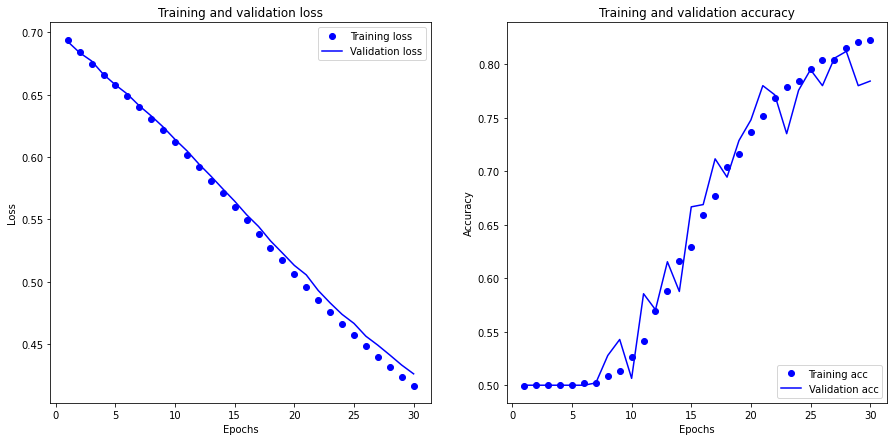 Training and validation loss
Training loss
Validation loss
Loss
0.70
0.65
0.60
0.55
0.50
0.45
0
5
10
15
20
25
30
Epochs
Training and validation accuracy
Training acc
Validation acc
Accuracy
0.80
0.75
0.70
0.65
0.60
0.55
0.50
0
5
10
15
20
25
30
Epochs